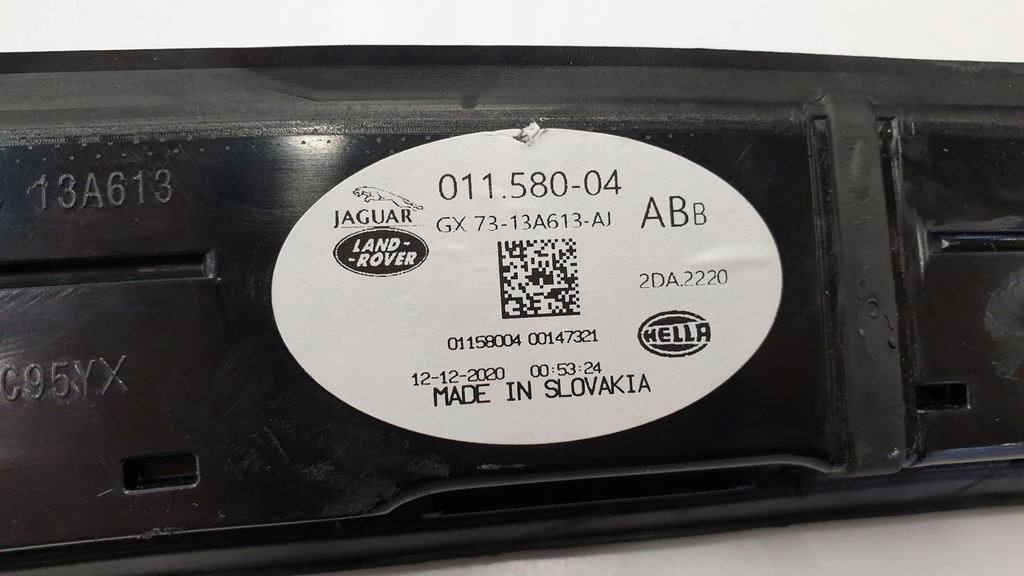 13A613
C95YX
JAGUAR
LAND-
ROVER
011.580-04
GX 73-13A613-AJ
ABB
2DA.2220
HELLA
01158004 00147321
12-12-2020 00:53:24
MADE IN SLOVAKIA